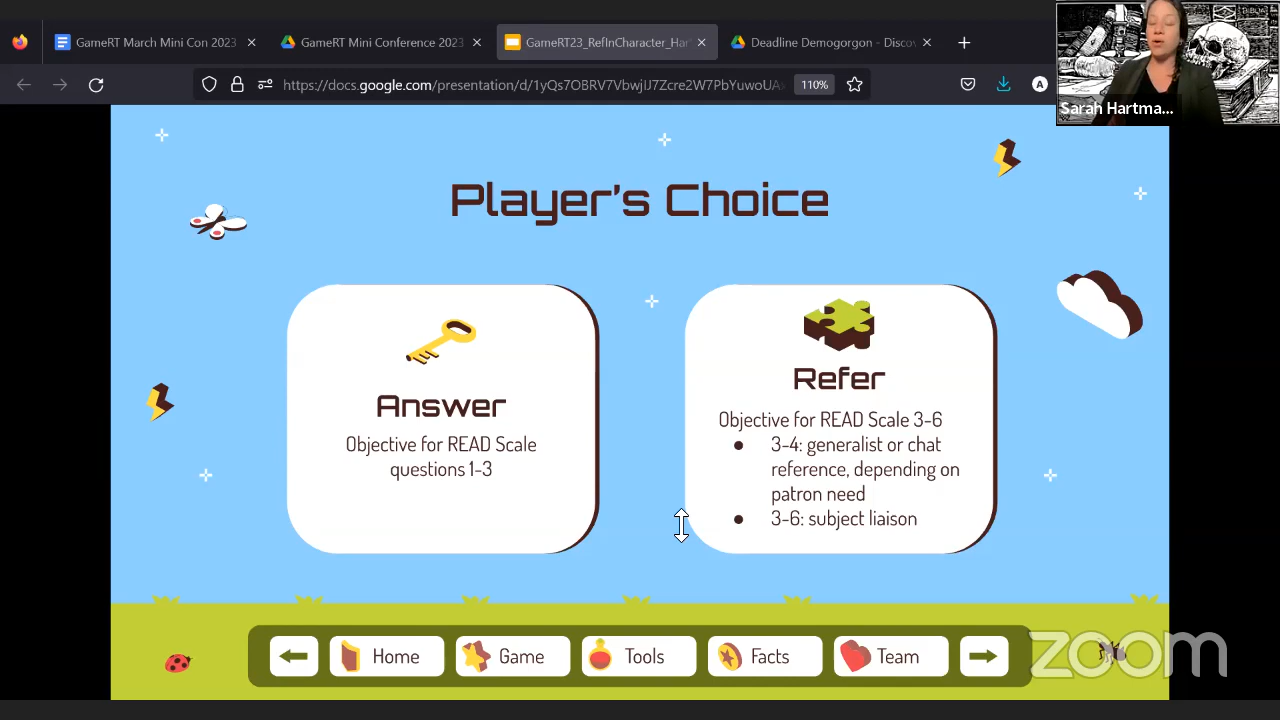 GameRT March Mini Con 2023
GameRT Mini Conference 2023
GameRT23_RefInCharacter_Har
Deadline Demogorgon - Discov
https://docs.google.com/presentation/d/1yQs7OBRV7VbwjlJ7Zcre2W7PbYuwoUA
110%
A
Sarah Hartma...
Player's Choice
Answer
Objective for READ Scale
questions 1-3
Refer
Objective for READ Scale 3-6
● 3-4: generalist or chat
reference, depending on
patron need
● 3-6: subject liaison
Home
Game
Tools
Facts
Team
zoom